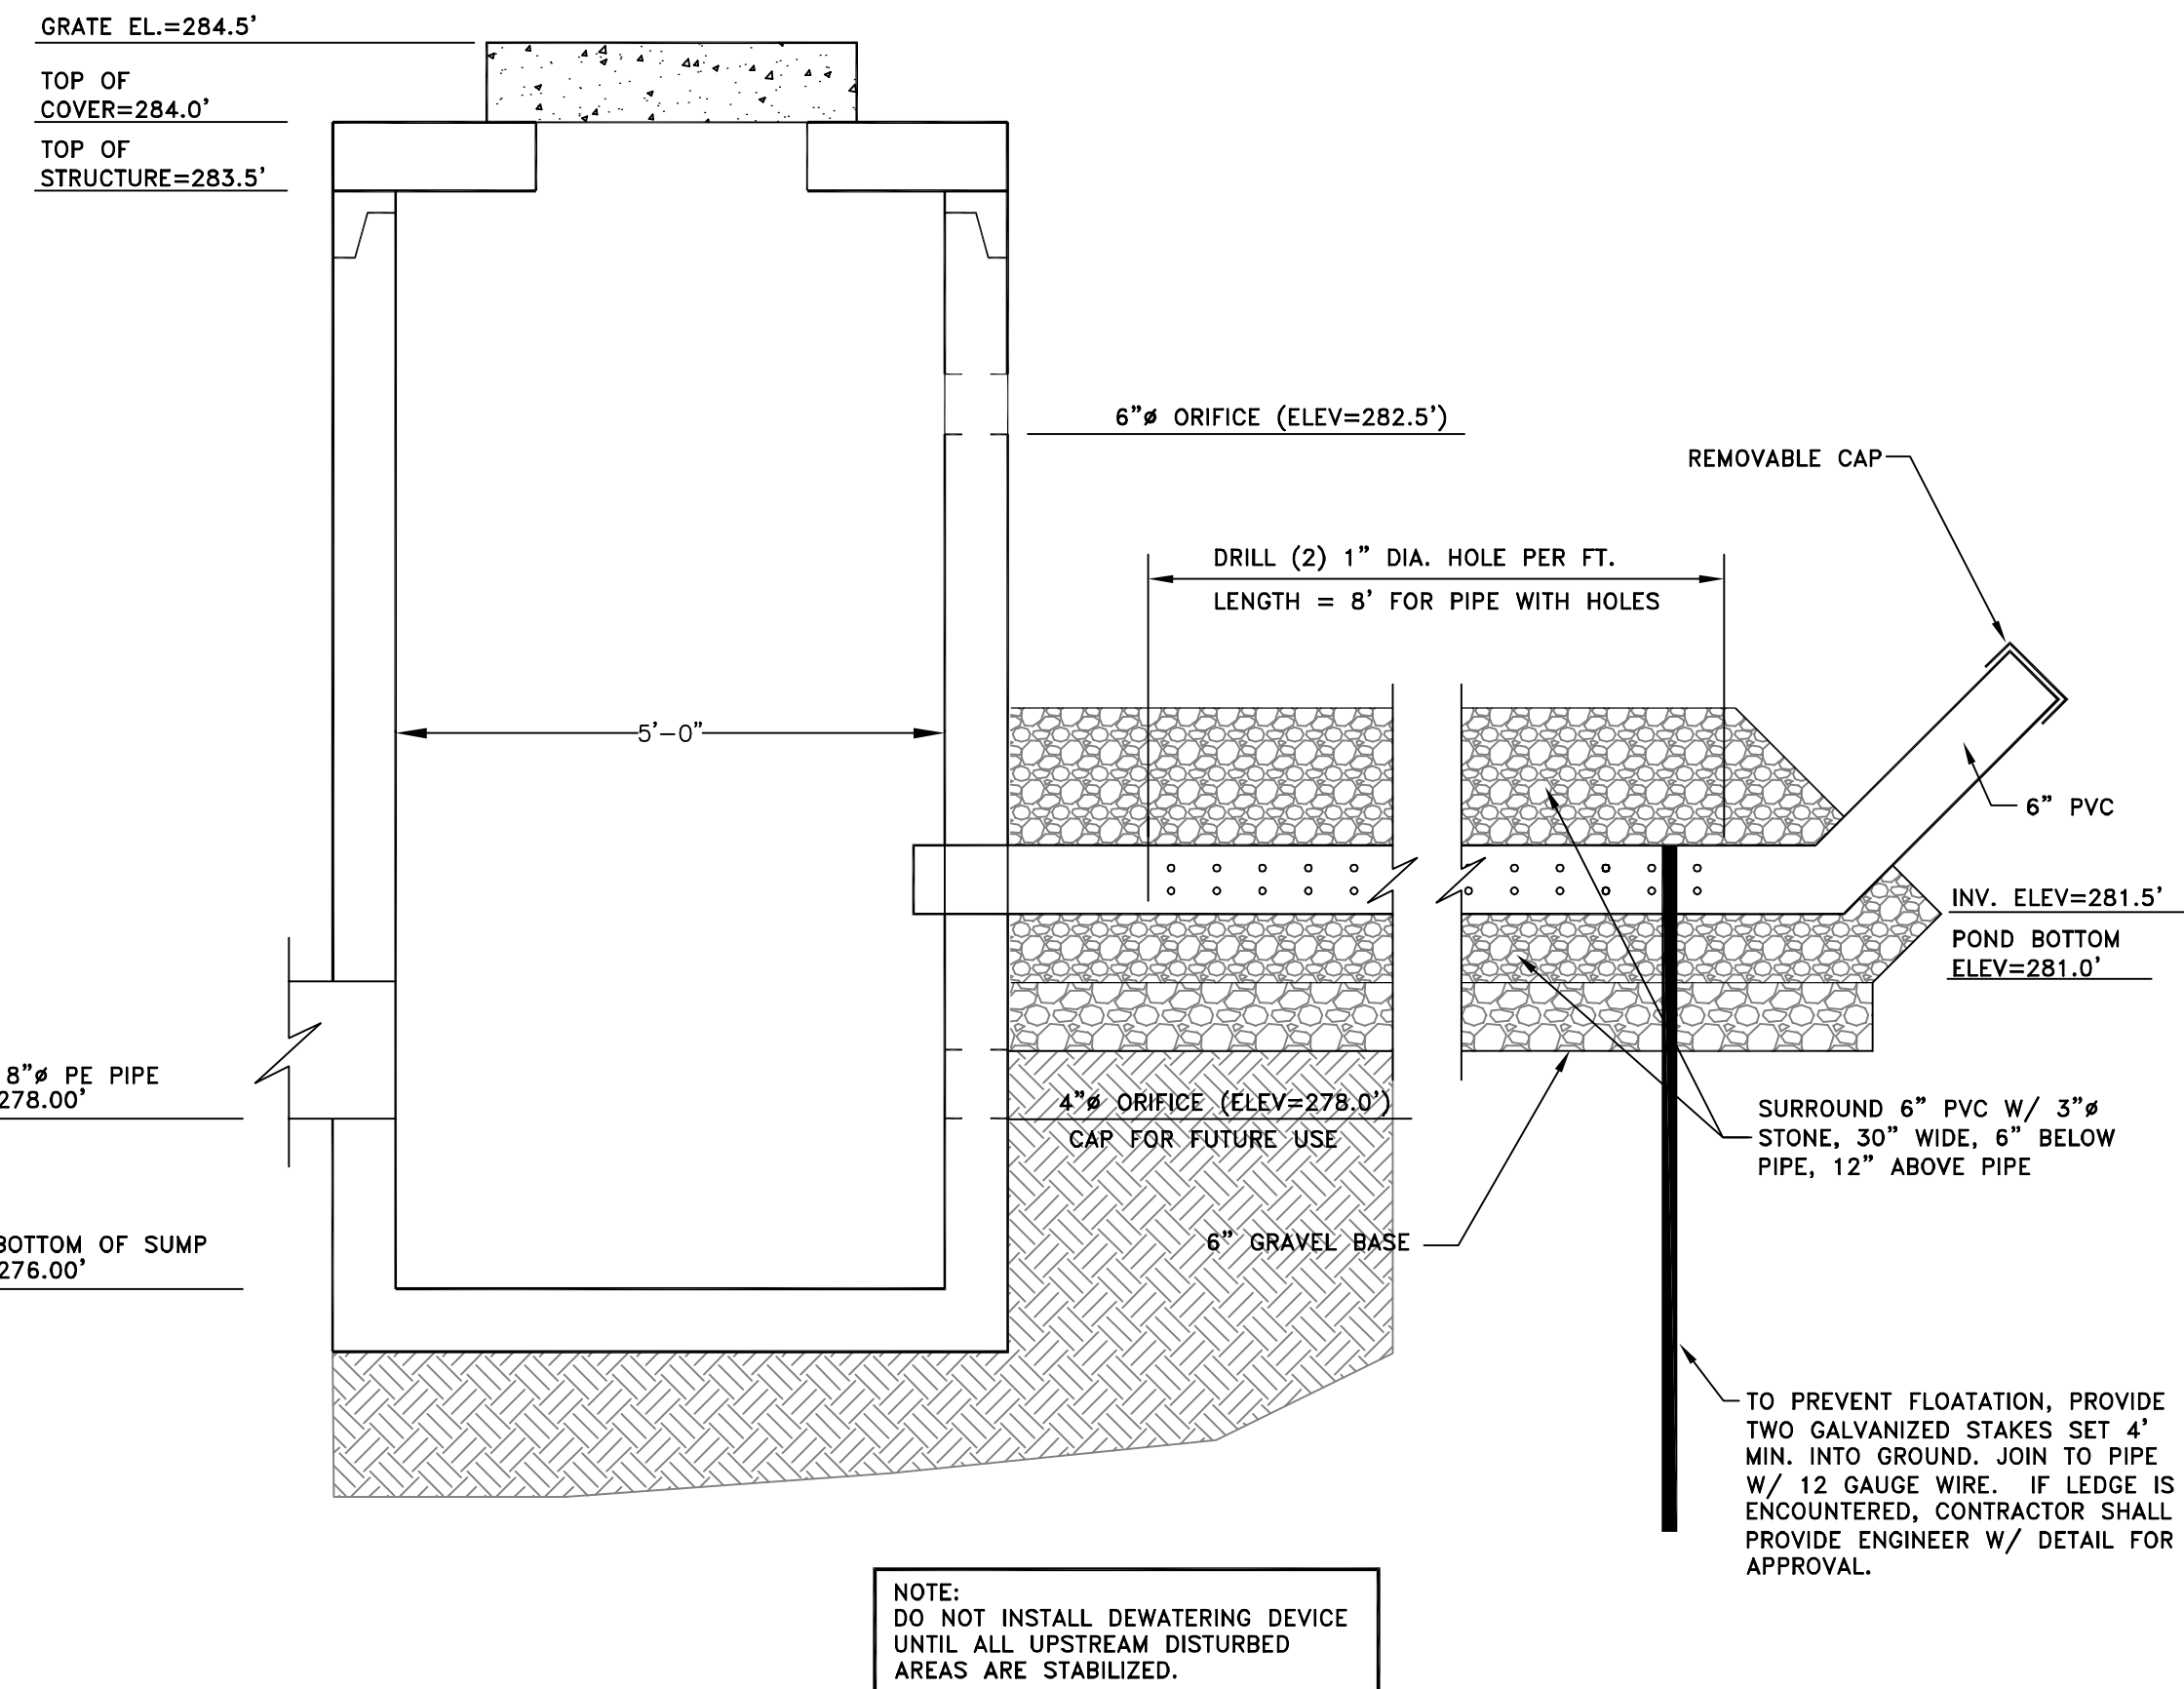 GRATE EL.=284.5'
TOP OF
COVER=284.0'
TOP OF
STRUCTURE=283.5'
6"ø ORIFICE (ELEV=282.5')
REMOVABLE CAP
DRILL (2) 1" DIA. HOLE PER FT.
LENGTH = 8' FOR PIPE WITH HOLES
5'-0"
6" PVC
INV. ELEV=281.5'
POND BOTTOM
ELEV=281.0'
8"ø PE PIPE
278.00'
4"ø ORIFICE (ELEV=278.0')
CAP FOR FUTURE USE
SURROUND 6" PVC W/ 3"ø
STONE, 30" WIDE, 6" BELOW
PIPE, 12" ABOVE PIPE
BOTTOM OF SUMP
276.00'
6" GRAVEL BASE
TO PREVENT FLOATATION, PROVIDE
TWO GALVANIZED STAKES SET 4'
MIN. INTO GROUND. JOIN TO PIPE
W/ 12 GAUGE WIRE. IF LEDGE IS
ENCOUNTERED, CONTRACTOR SHALL
PROVIDE ENGINEER W/ DETAIL FOR
APPROVAL.
NOTE:
DO NOT INSTALL DEWATERING DEVICE
UNTIL ALL UPSTREAM DISTURBED
AREAS ARE STABILIZED.